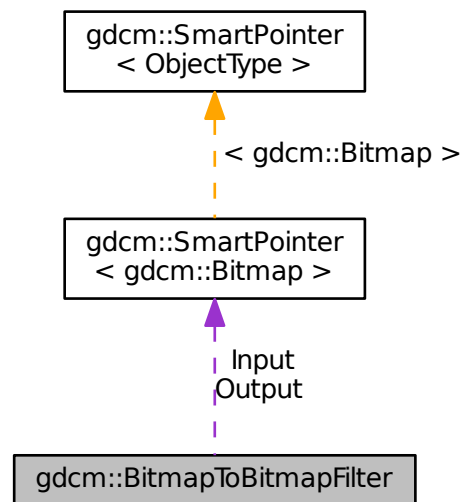 gdcm::SmartPointer
< ObjectType >
< gdcm::Bitmap >
gdcm::SmartPointer
< gdcm::Bitmap >
Input
Output
gdcm::BitmapToBitmapFilter